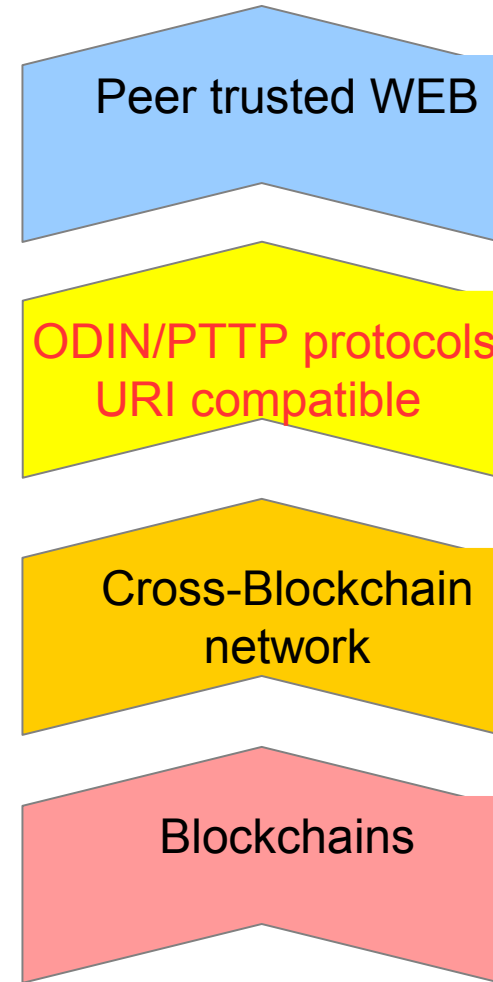 Peer trusted WEB
ODIN/PTTP protocols
URI compatible
Cross-Blockchain
network
Blockchains